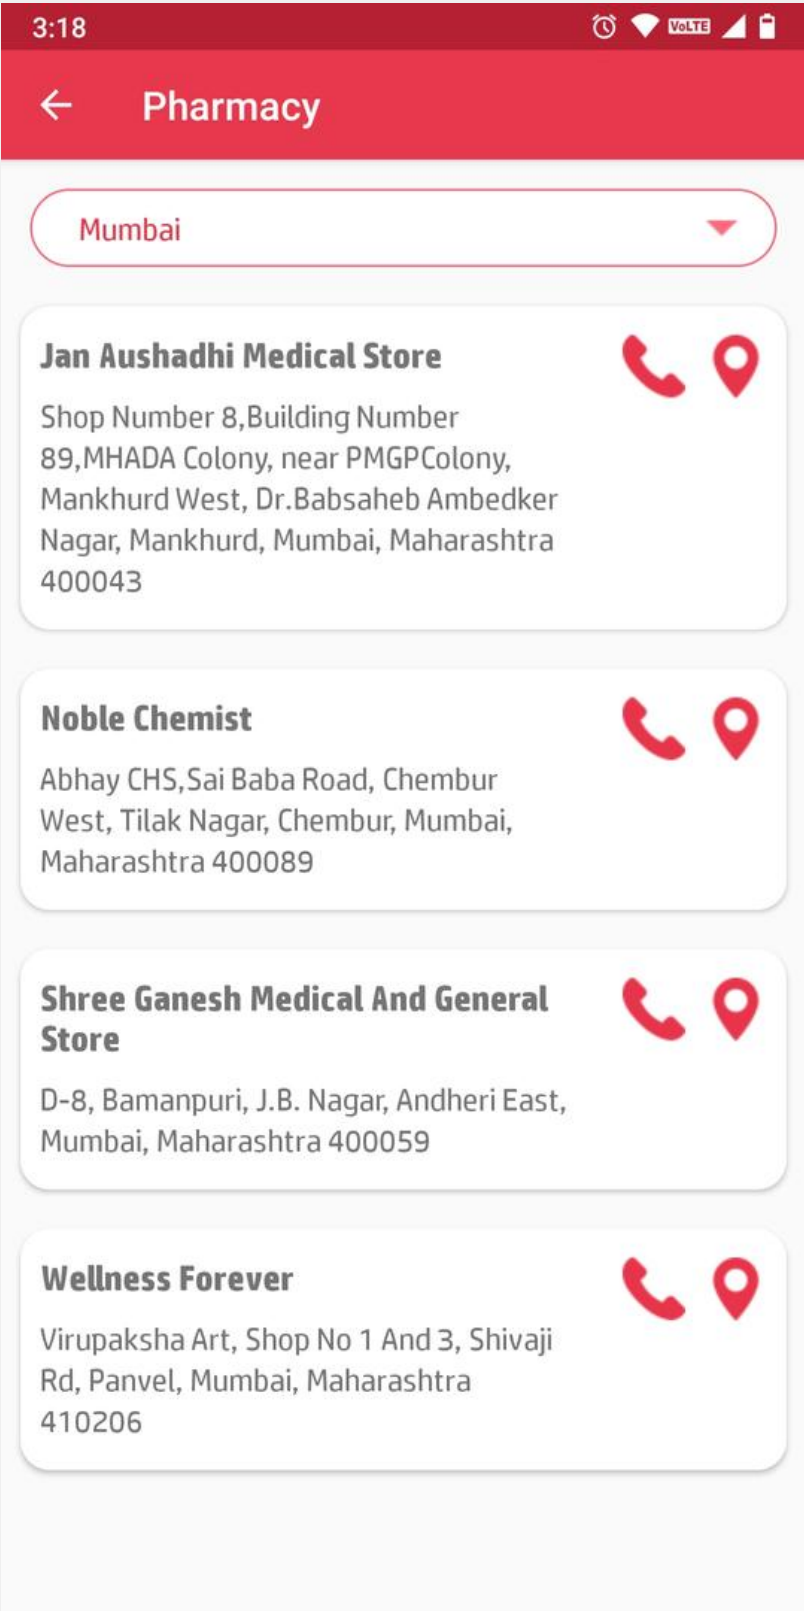 3:18
VoLTE
Pharmacy
Mumbai
Jan Aushadhi Medical Store
Shop Number 8,Building Number
89,MHADA Colony, near PMGPColony,
Mankhurd West, Dr.Babsaheb Ambedker
Nagar, Mankhurd, Mumbai, Maharashtra
400043
Noble Chemist
Abhay CHS,Sai Baba Road, Chembur
West, Tilak Nagar, Chembur, Mumbai,
Maharashtra 400089
Shree Ganesh Medical And General
Store
D-8, Bamanpuri, J.B. Nagar, Andheri East,
Mumbai, Maharashtra 400059
Wellness Forever
Virupaksha Art, Shop No 1 And 3, Shivaji
Rd, Panvel, Mumbai, Maharashtra
410206